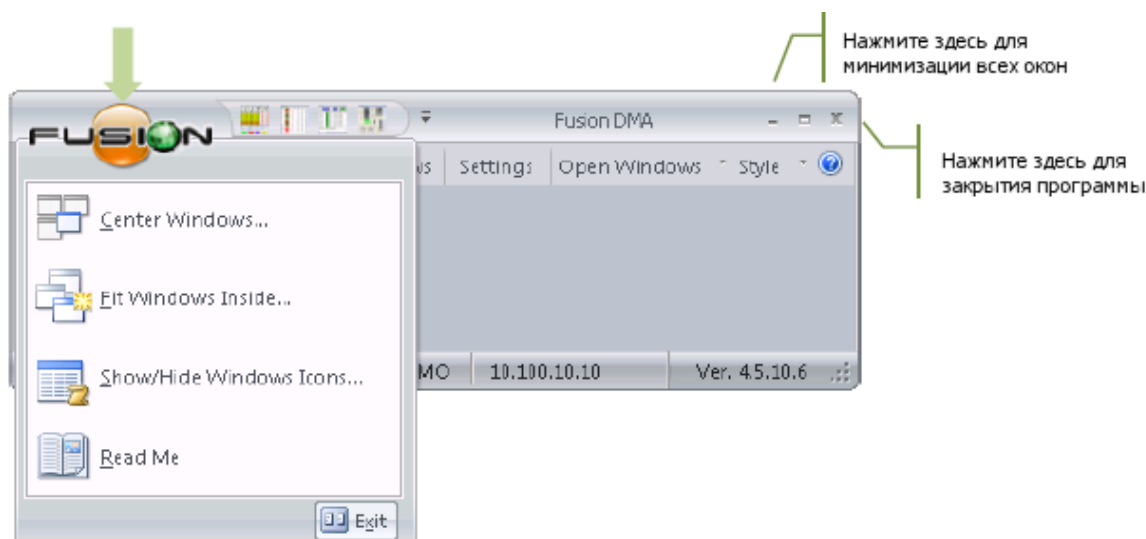 Нажмите здесь для
минимизации всех окон
FUSION
Fusion DMA
Settings
Open Windows
Style
Нажмите здесь для
закрытия программы
Center Windows...
Fit Windows Inside...
Show/Hide Windows Icons...
10.100.10.10
Ver. 4.5.10.6
Read Me
Exit